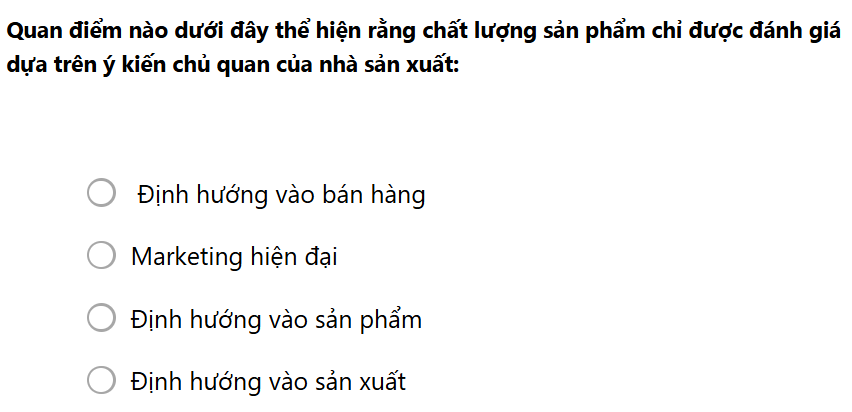 Quan điểm nào dưới đây thể hiện rằng chất lượng sản phẩm chỉ được đánh giá
dựa trên ý kiến chủ quan của nhà sản xuất:
Định hướng vào bán hàng
Marketing hiện đại
Định hướng vào sản phẩm
Định hướng vào sản xuất